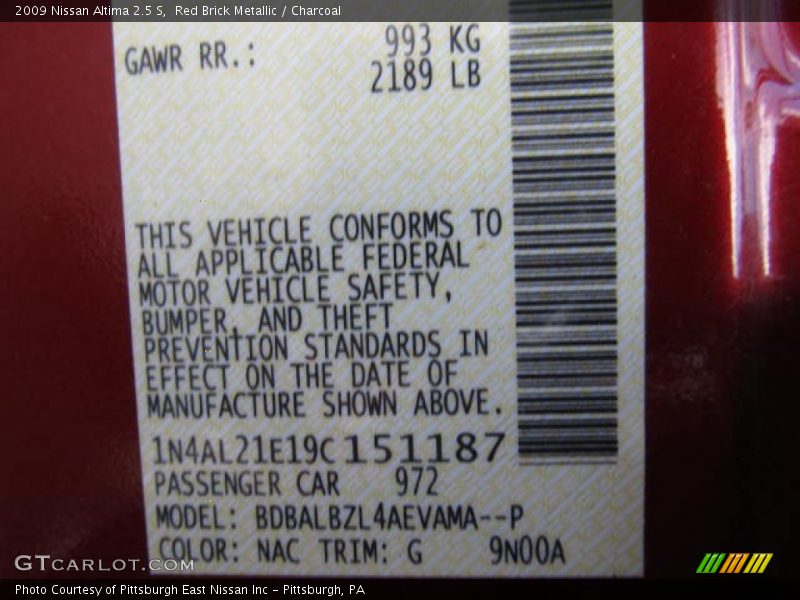 2009 Nissan Altima 2.5 S, Red Brick Metallic / Charcoal
GAWR RR.: 993 KG
2189 LB
THIS VEHICLE CONFORMS TO
ALL APPLICABLE FEDERAL
MOTOR VEHICLE SAFETY,
BUMPER, AND THEFT
PREVENTION STANDARDS IN
EFFECT ON THE DATE OF
MANUFACTURE SHOWN ABOVE.
1N4AL21E19C151187
PASSENGER CAR 972
MODEL: BDBALBZL4AEVAMA--P
COLOR: NAC TRIM: G 9N00A
GTCARLOT.COM
Photo Courtesy of Pittsburgh East Nissan Inc - Pittsburgh, PA